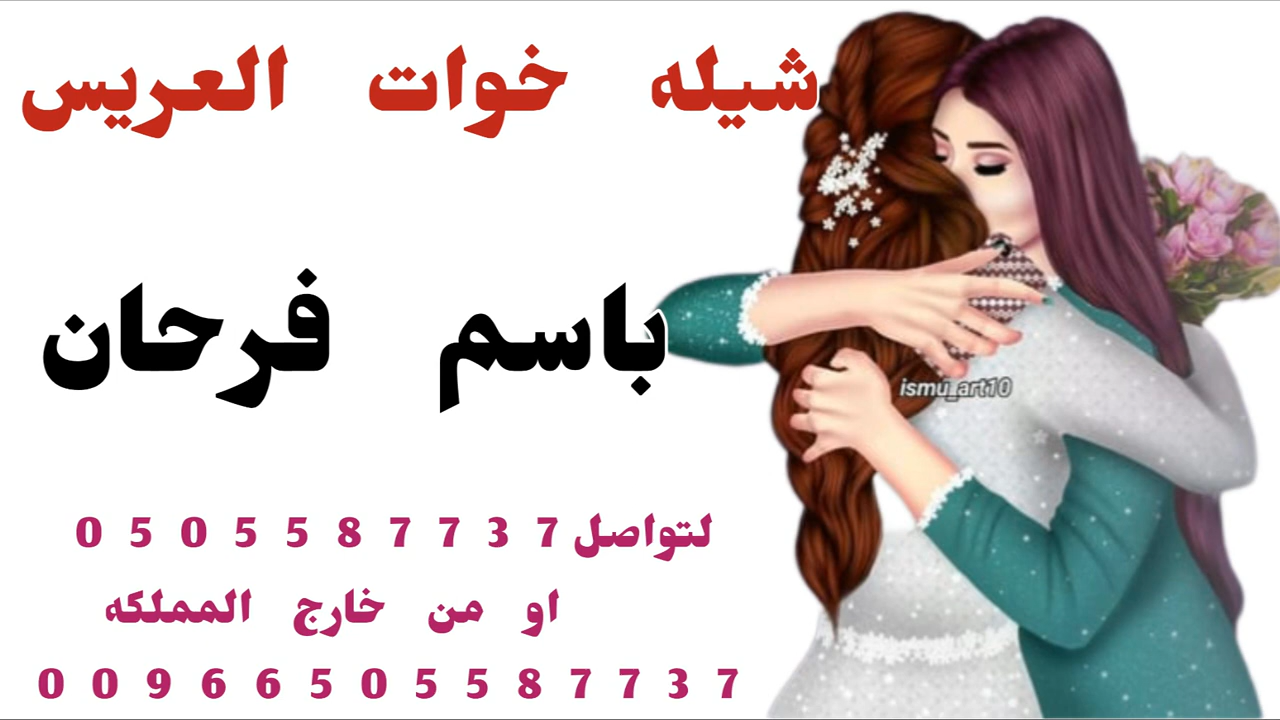 شيله خوات العريس
باسم فرحان
لتواصل 0505587737
او من خارج المملكه
00966505587737
ismu_art10